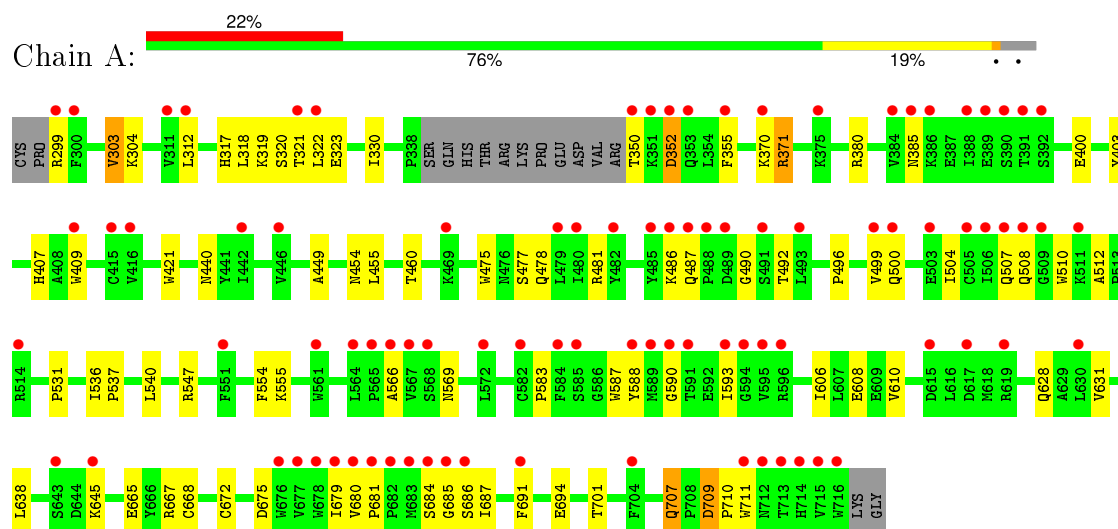 22%
Chain A:
76% 19% • •
CYS PRO R299 F300 V303 K304 V311 L312 H317 L318 K319 S320 T321 L322 E323 I330 P338 SER GLN HIS THR ARG LYS PRO GLU ASP VAL ARG T350 K351 D352 Q353 L354 F355 K370 R371 K375 R380 V384 N385 K386 E387 I388 E389 S390 T391 S392 E400 Y403
H407 A408 W409 C415 V416 W421 N440 Y441 I442 V446 A449 N454 L455 T460 K469 W475 N476 S477 Q478 L479 I480 R481 Y482 Y485 K486 Q487 P488 D489 G490 S491 T492 L493 P496 V499 Q500 E503 I504 C505 I506 Q507 Q508 G509 W510 K511 A512 P513
R514 P531 I536 P537 L540 R547 F551 F554 K555 W561 L564 P565 A566 V567 S568 N569 L572 C582 P583 F584 S585 G586 W587 Y588 M589 G590 T591 E592 I593 G594 V595 R596 I606 L607 E608 E609 V610 D615 L616 D617 M618 R619 Q628 A629 L630 V631
L638 S643 D644 K645 E665 Y666 R667 C668 C672 D675 W676 V677 W678 I679 V680 P681 P682 M683 S684 G685 S686 I687 F691 E694 T701 F704 Q707 P708 D709 P710 W711 N712 T713 H714 V715 W716 LYS GLY